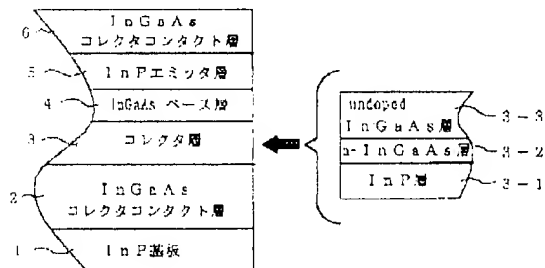 6
InGaAs
コレクタコンタクト層
5
InPエミッタ層
4
InGaAs ベース層
3
コレクタ層
2
InGaAs
コレクタコンタクト層
1
InP基板
undoped
InGaAs層
3-3
n-InGaAs層
3-2
InP層
3-1